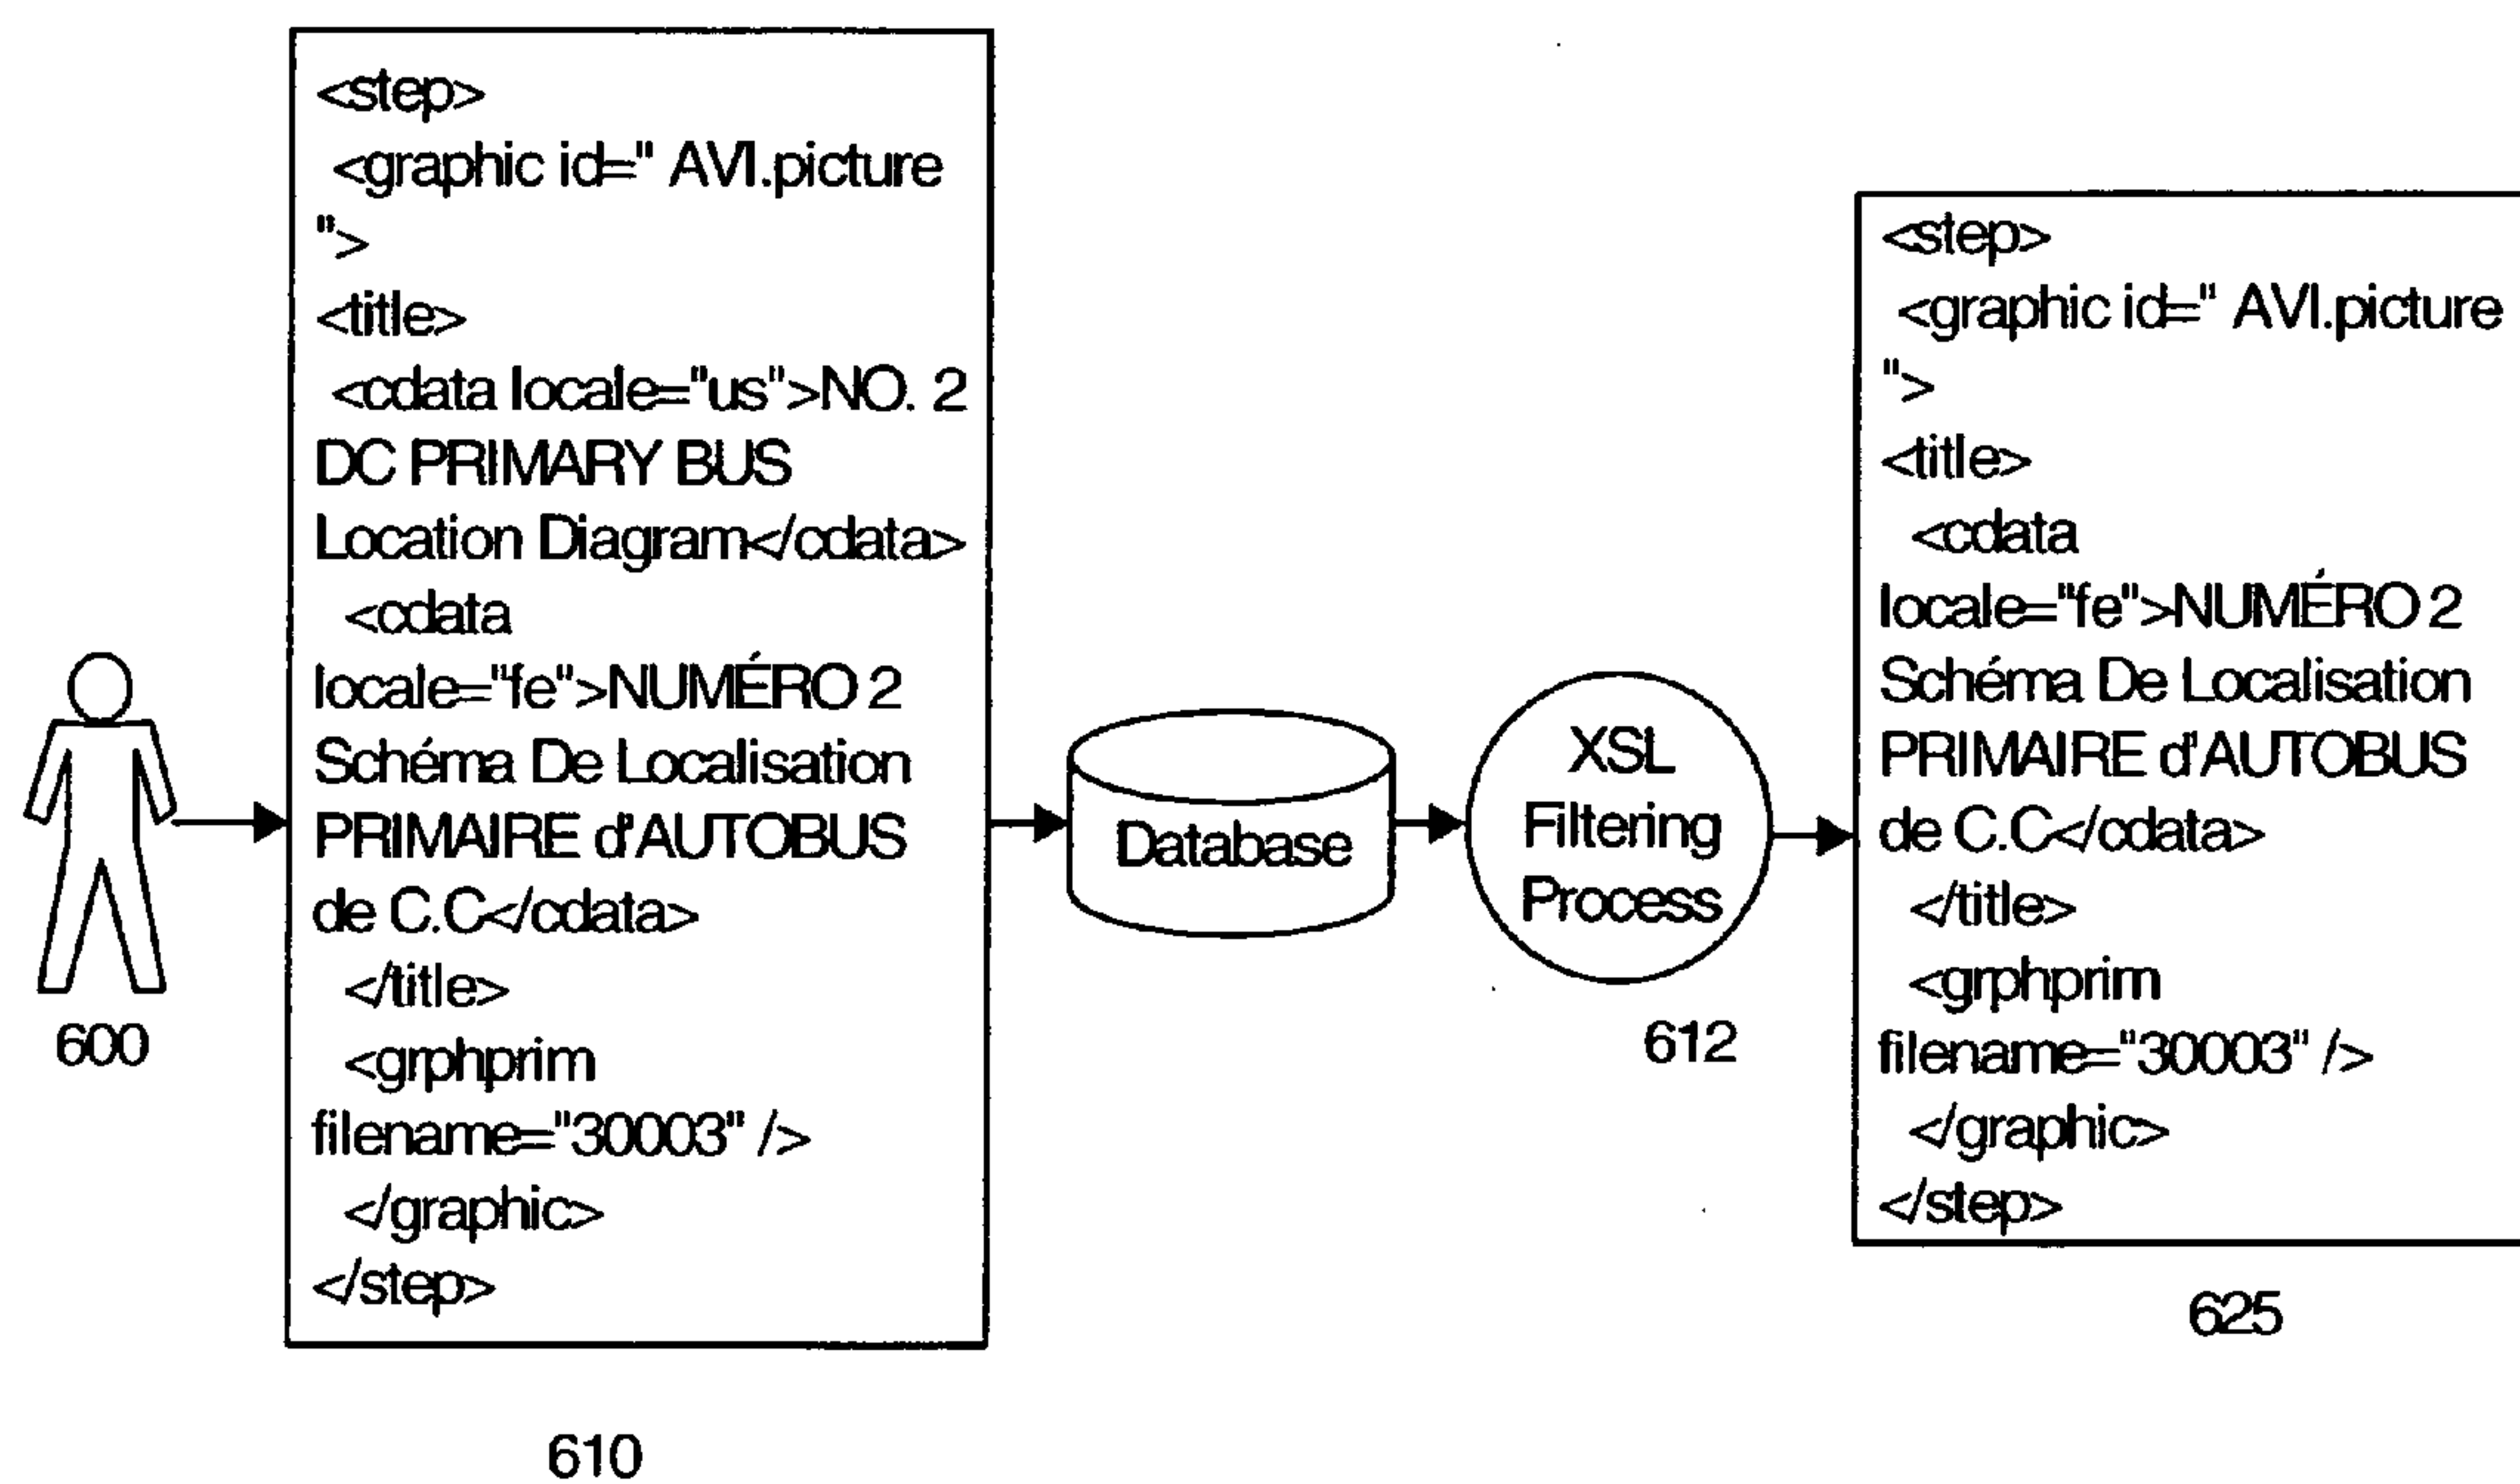 <step>
<graphic id=" AVI.picture
">
<title>
<cdata locale="us">NO. 2
DC PRIMARY BUS
Location Diagram</cdata>
<cdata
locale="fe">NUMÉRO 2
Schéma De Localisation
PRIMAIRE d'AUTOBUS
de C.C</cdata>
</title>
<grphprim
filename="30003" />
</graphic>
</step>
600
610
Database
XSL
Filtering
Process
612
<step>
<graphic id=" AVI.picture
">
<title>
<cdata
locale="fe">NUMÉRO 2
Schéma De Localisation
PRIMAIRE d'AUTOBUS
de C.C</cdata>
</title>
<grphprim
filename="30003" />
</graphic>
</step>
625